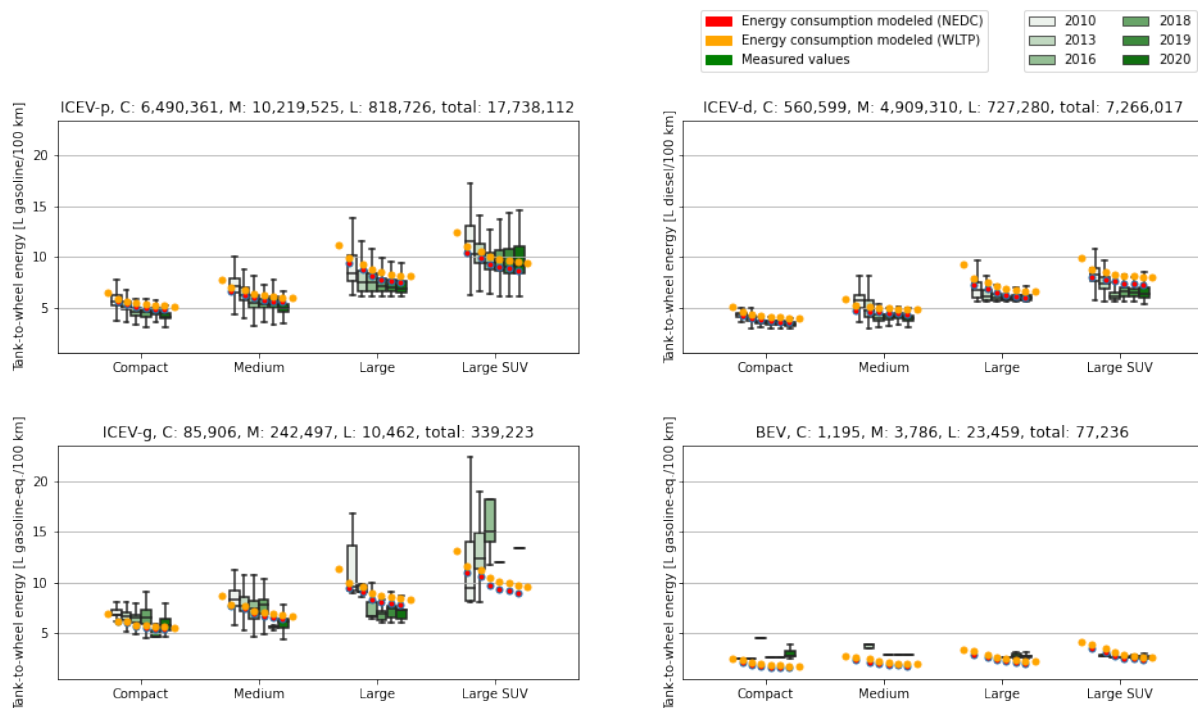 Energy consumption modeled (NEDC)
Energy consumption modeled (WLTP)
Measured values
2010 2018
2013 2019
2016 2020
ICEV-p, C: 6,490,361, M: 10,219,525, L: 818,726, total: 17,738,112
Tank-to-wheel energy [L gasoline/100 km]
20
15
10
5
Compact Medium Large Large SUV
ICEV-d, C: 560,599, M: 4,909,310, L: 727,280, total: 7,266,017
Tank-to-wheel energy [L diesel/100 km]
Compact Medium Large Large SUV
ICEV-g, C: 85,906, M: 242,497, L: 10,462, total: 339,223
Tank-to-wheel energy [L gasoline-eq./100 km]
20
15
10
5
Compact Medium Large Large SUV
BEV, C: 1,195, M: 3,786, L: 23,459, total: 77,236
Tank-to-wheel energy [L gasoline-eq./100 km]
Compact Medium Large Large SUV